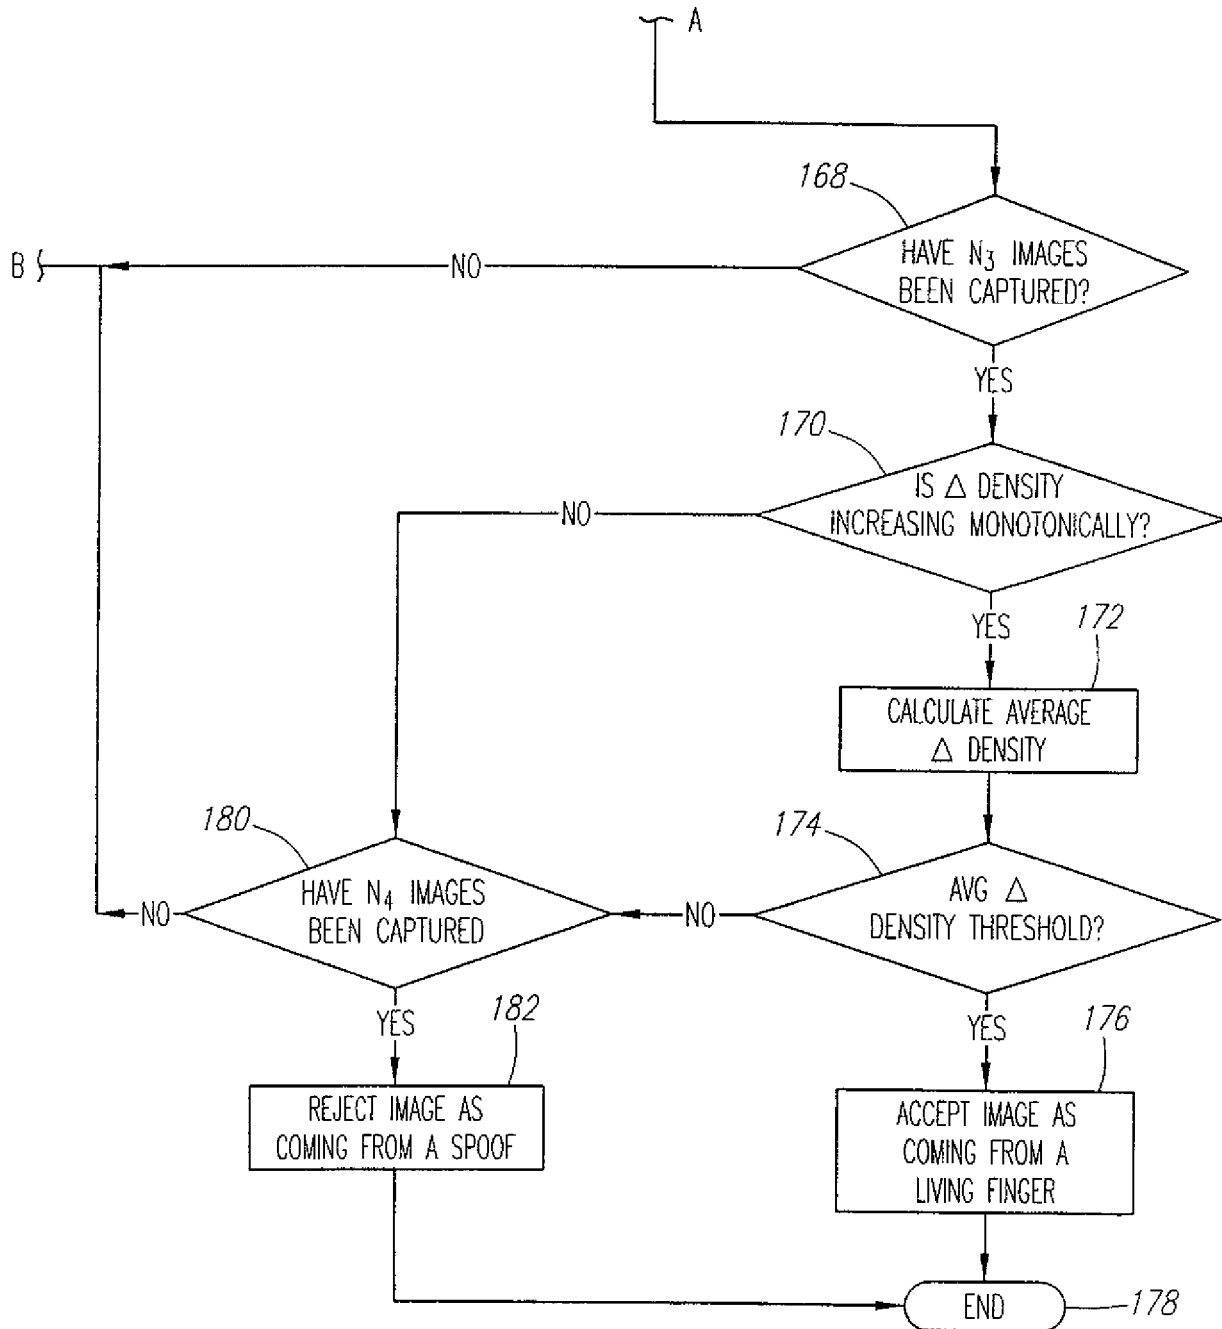 A
168
HAVE N₃ IMAGES
BEEN CAPTURED?
B
NO
YES
170
IS △ DENSITY
INCREASING MONOTONICALLY?
NO
YES
172
CALCULATE AVERAGE
△ DENSITY
180
HAVE N₄ IMAGES
BEEN CAPTURED
NO
NO
174
AVG △
DENSITY THRESHOLD?
YES
182
REJECT IMAGE AS
COMING FROM A SPOOF
YES
176
ACCEPT IMAGE AS
COMING FROM A
LIVING FINGER
END
178